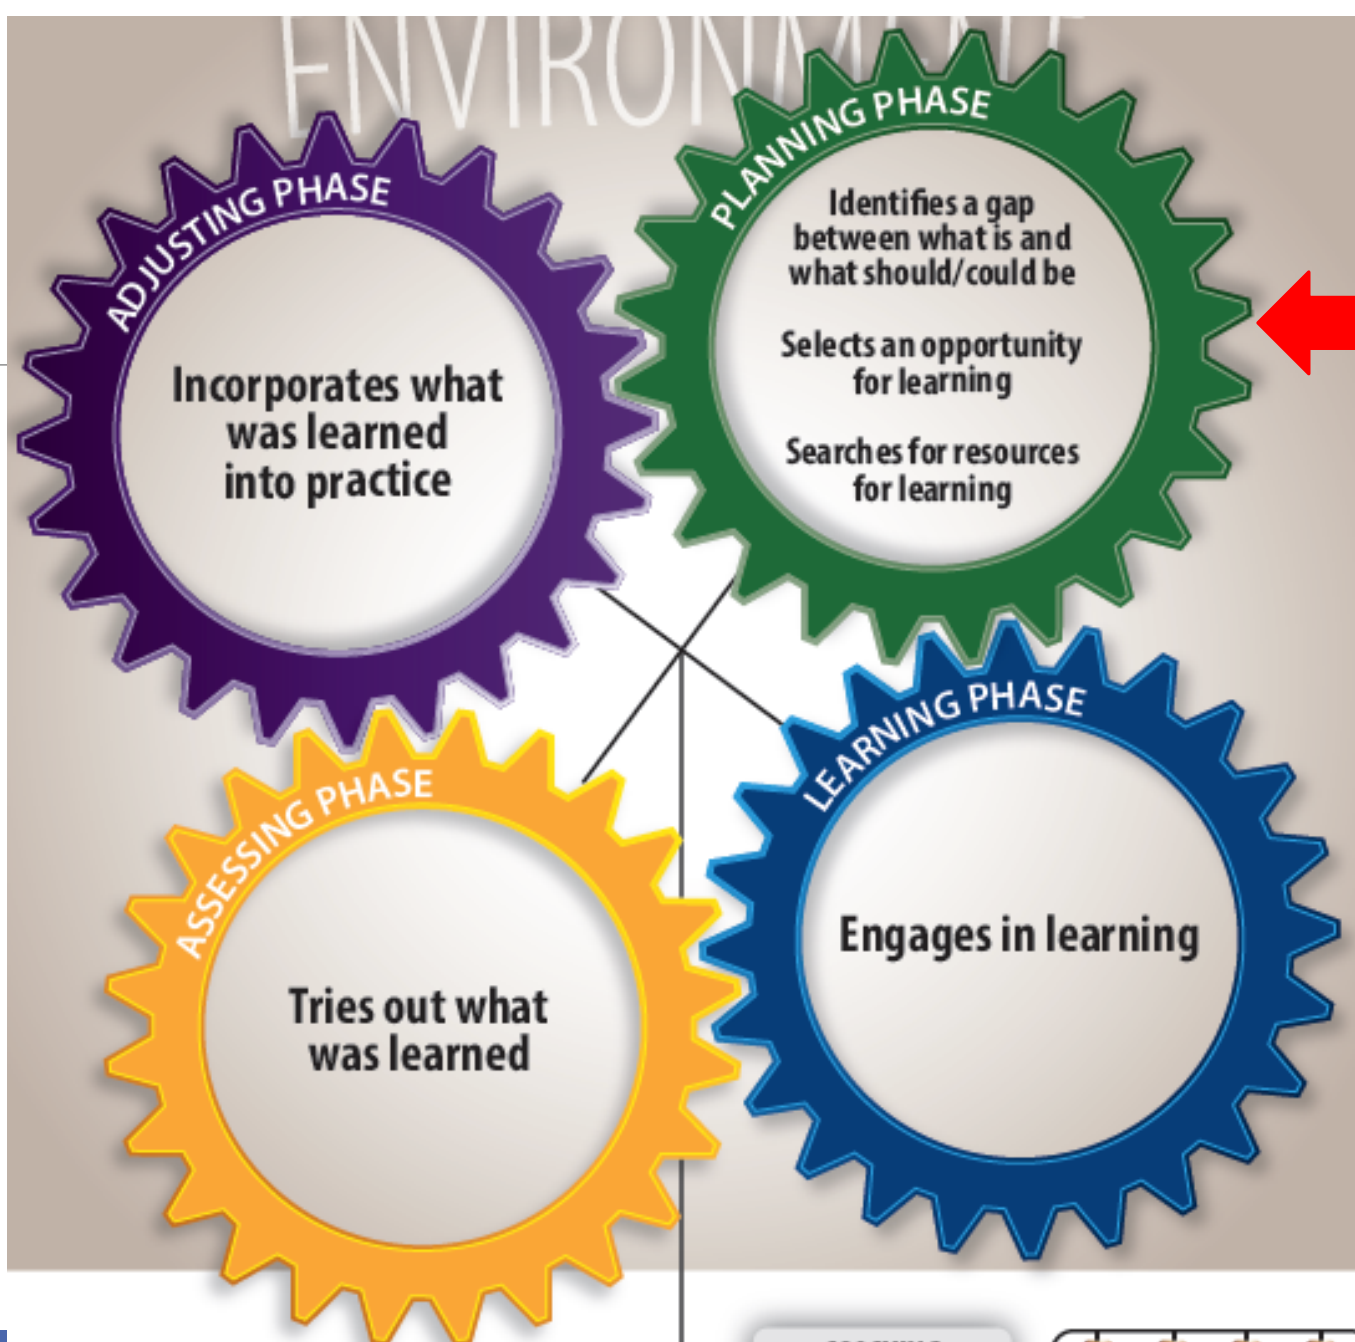 ENVIRONMENT
PLANNING PHASE
Identifies a gap
between what is and
what should/could be
Selects an opportunity
for learning
Searches for resources
for learning
ADJUSTING PHASE
Incorporates what
was learned
into practice
LEARNING PHASE
Engages in learning
ASSESSING PHASE
Tries out what
was learned